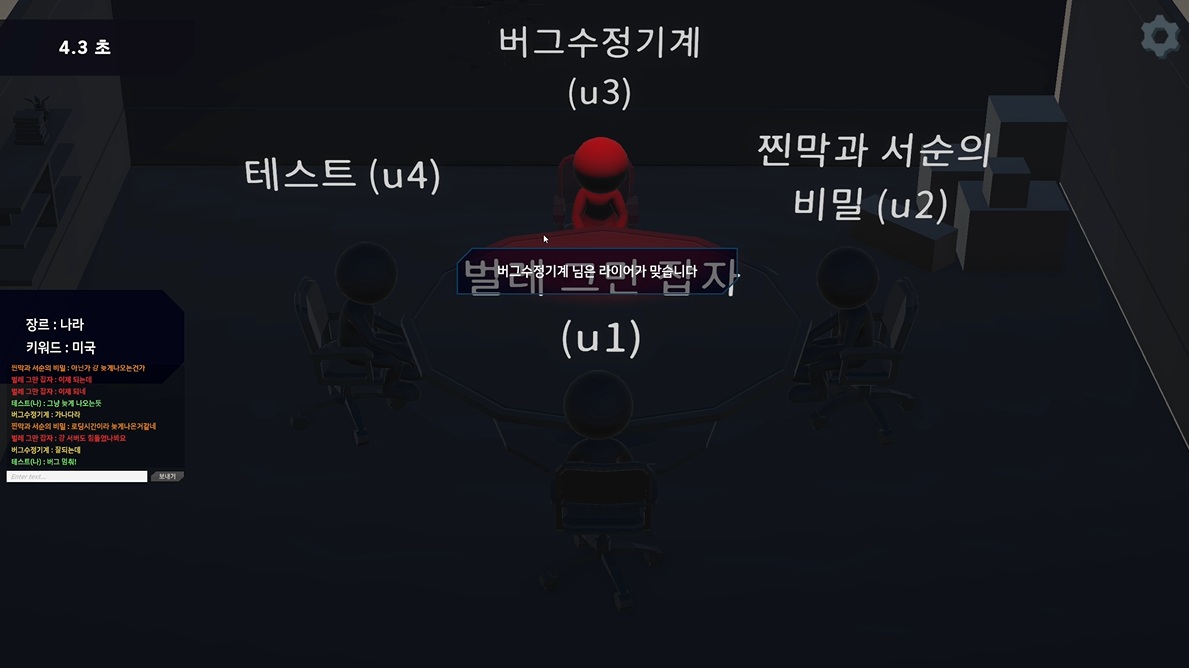 4.3 초
버그수정기계
(u3)
테스트 (u4)
찐막과 서순의
비밀 (u2)
버그수정기계 님은 라이어가 맞습니다
벌레 그만 잡자
(u1)
장르 : 나라
키워드 : 미국
찐막과 서순의 비밀 : 아닌가 걍 늦게나오는건가
벌레 그만 잡자 : 이제 되는데
벌레 그만 잡자 : 이제 되네
테스트(나) : 그냥 늦게 나오는듯
버그수정기계 : 가나다라
찐막과 서순의 비밀 : 로딩시간이라 늦게나온거같네
벌레 그만 잡자 : 걍 서버도 힘들었나봐요
버그수정기계 : 잘되는데
테스트(나) : 버그 멈춰!
Enter text...
보내기